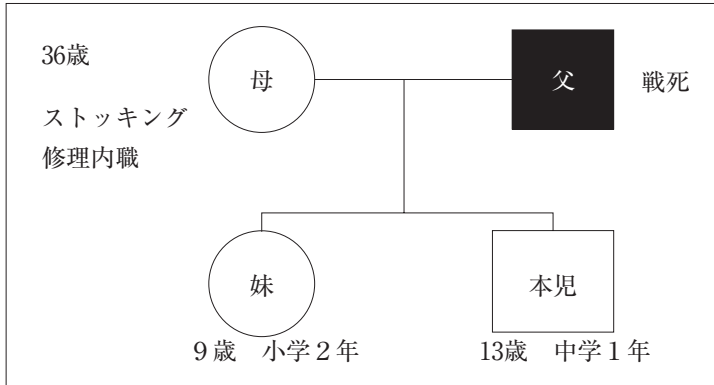 36歳
母
父
戦死
ストッキング
修理内職
妹
本児
９歳　小学２年
13歳　中学１年